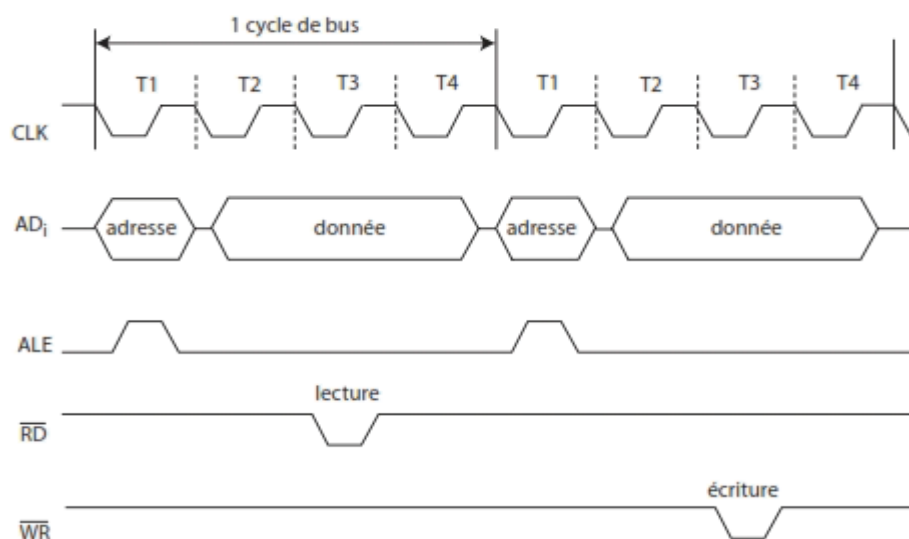 1 cycle de bus
T1 T2 T3 T4 T1 T2 T3 T4
CLK
ADi adresse donnée adresse donnée
ALE
lecture
RD
écriture
WR